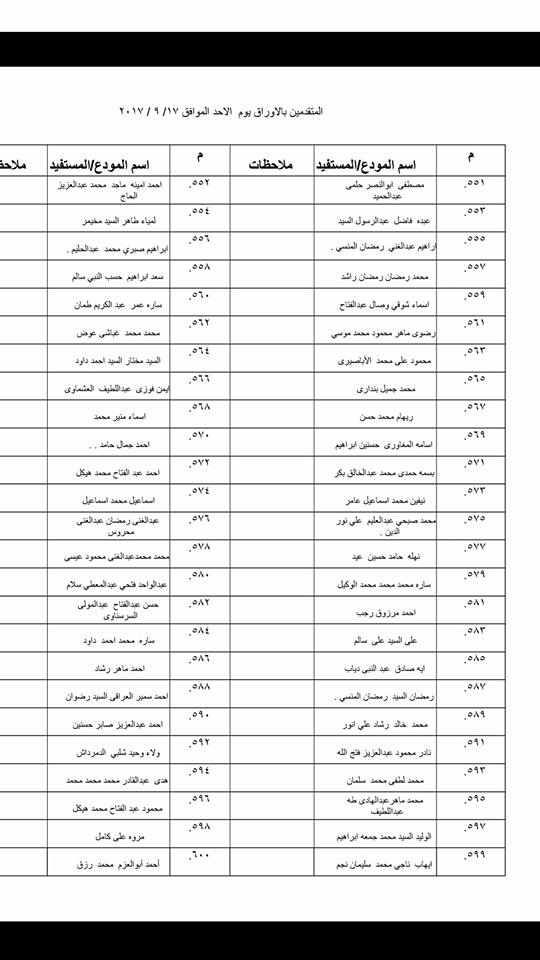 المتقدمين بالاوراق يوم الاحد الموافق ١٧/ ٩ / ٢٠١٧
م اسم المودع/المستفيد ملاحظات م اسم المودع/المستفيد ملاحظ
٥٥١. مصطفى ابوالنصر حلمى عبدالحميد ٥٥٢. احمد امينه ماجد محمد عبدالعزيز الحاج
٥٥٣. عبده فاضل عبدالرسول السيد ٥٥٤. لمياء طاهر السيد مخيمر
٥٥٥. اراهيم عبدالغني رمضان المنسي . ٥٥٦. ابراهيم صبري محمد عبدالحليم .
٥٥٧. محمد رمضان رمضان راشد ٥٥٨. سعد ابراهيم حسب النبي سالم
٥٥٩. اسماء شوقي وصال عبدالفتاح ٥٦٠. ساره عمر عبد الكريم طمان
٥٦١. رضوى ماهر محمود محمد موسي ٥٦٢. محمد محمد غباشى عوض
٥٦٣. محمود على محمد الأباصيرى ٥٦٤. السيد مختار السيد احمد داود
٥٦٥. محمد جميل بندارى ٥٦٦. ايمن فوزى عبداللطيف العشماوى
٥٦٧. ريهام محمد حسن ٥٦٨. اسماء منير محمد
٥٦٩. اسامه المغاورى حسنين ابراهيم ٥٧٠. احمد جمال حامد . .
٥٧١. بسمه حمدى محمد عبدالخالق بكر ٥٧٢. احمد عبد الفتاح محمد هيكل
٥٧٣. نيفين محمد اسماعيل عامر ٥٧٤. اسماعيل محمد اسماعيل
٥٧٥. محمد صبحي عبدالعليم علي نور الدين . ٥٧٦. عبدالغنى رمضان عبدالغنى محروس
٥٧٧. نهله حامد حسين عيد ٥٧٨. محمد محمدعبدالغنى محمود عيسى
٥٧٩. ساره محمد محمد محمد الوكيل ٥٨٠. عبدالواحد فتحي عبدالمعطي سلام
٥٨١. احمد مرزوق رجب ٥٨٢. حسن عبدالفتاح عبدالمولى السرسناوى
٥٨٣. على السيد على سالم ٥٨٤. ساره محمد احمد داود
٥٨٥. ايه صادق عبد النبي دياب ٥٨٦. احمد ماهر رشاد
٥٨٧. رمضان السيد رمضان المنسي . ٥٨٨. احمد سمير العراقى السيد رضوان
٥٨٩. محمد خالد رشاد علي انور ٥٩٠. احمد عبدالعزيز صابر حسنين
٥٩١. نادر محمود عبدالعزيز فتح الله ٥٩٢. ولاء وحيد شلبي الدمرداش
٥٩٣. محمد لطفى محمد سلمان ٥٩٤. هدى عبدالقادر محمد محمد محمد
٥٩٥. محمد ماهرعبدالهادى طه عبداللطيف ٥٩٦. محمود عبد الفتاح محمد هيكل
٥٩٧. الوليد السيد محمد جمعه ابراهيم ٥٩٨. مروه على كامل
٥٩٩. ايهاب ناجي محمد سليمان نجم ٦٠٠. أحمد أبوالعزم محمد رزق